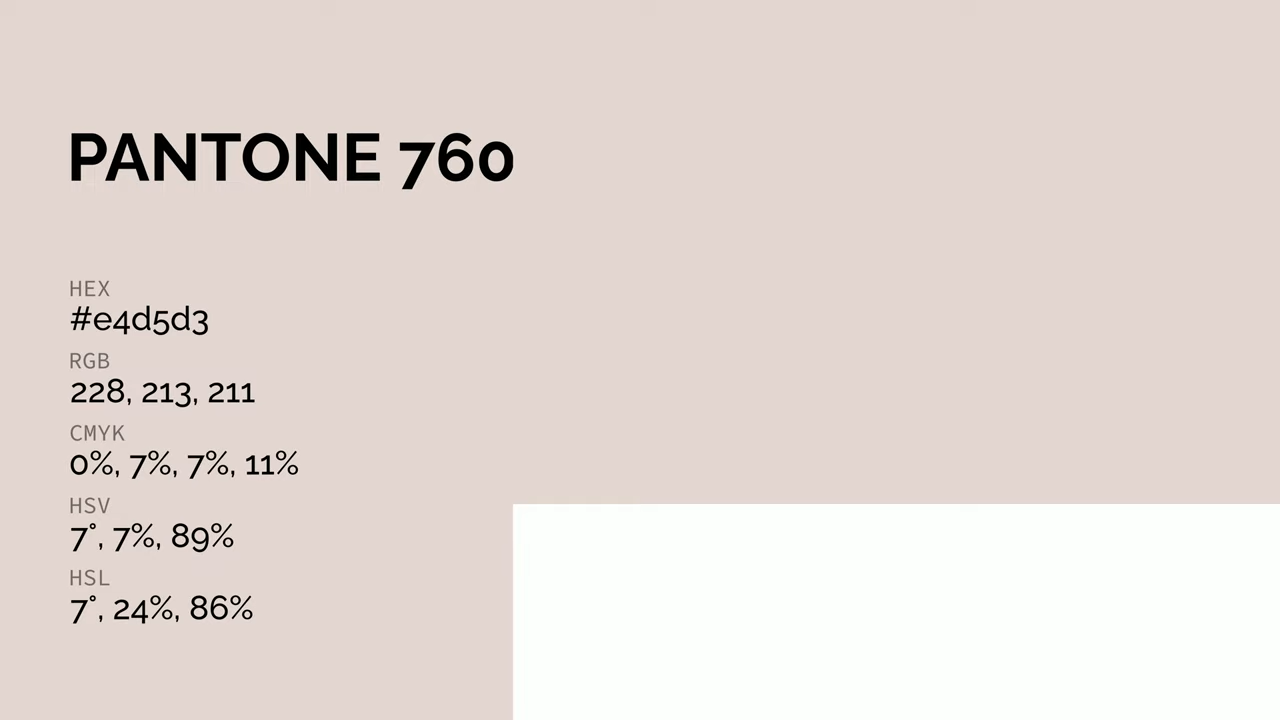 PANTONE 760
HEX
#e4d5d3
RGB
228, 213, 211
CMYK
0%, 7%, 7%, 11%
HSV
7°, 7%, 89%
HSL
7°, 24%, 86%